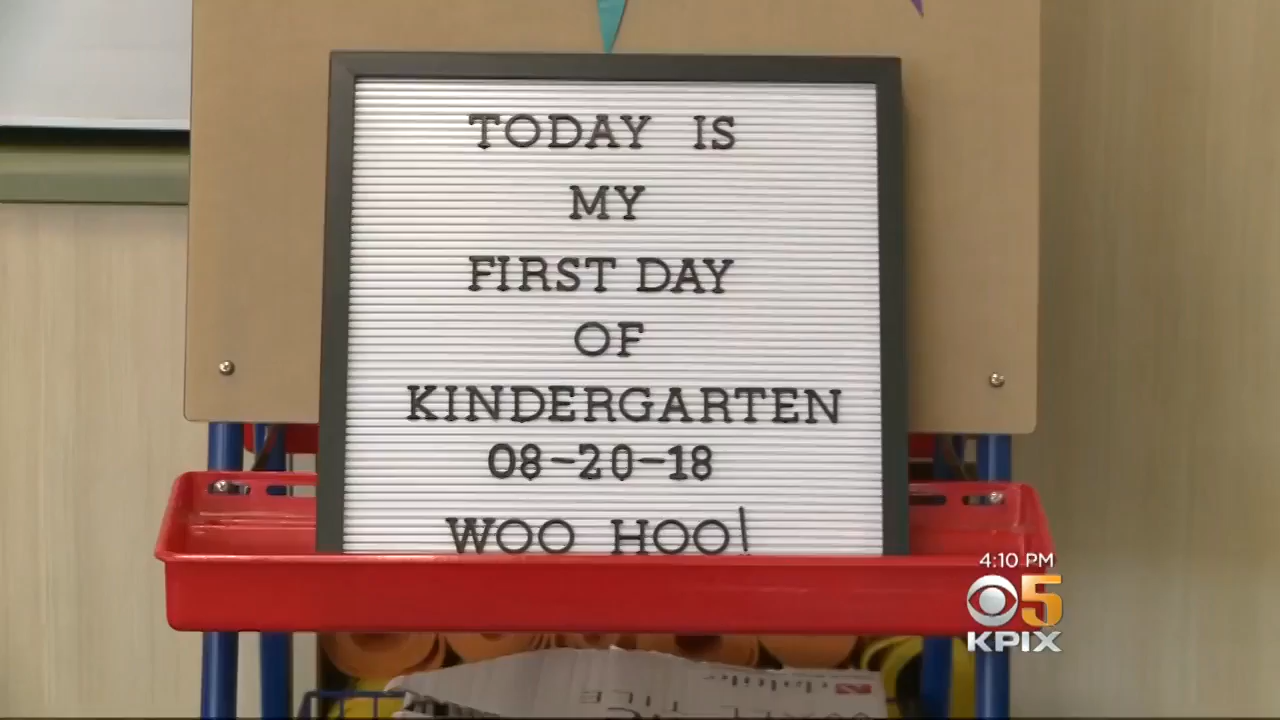 TODAY IS
MY
FIRST DAY
OF
KINDERGARTEN
08-20-18
WOO HOO!
4:10 PM
5
KPIX